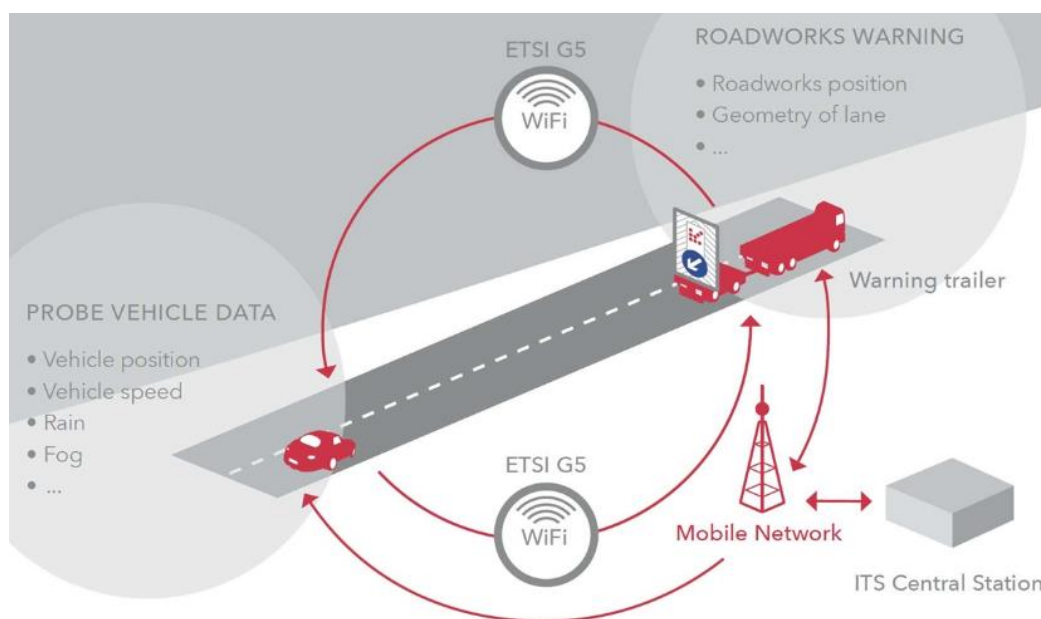 ETSI G5
WiFi
ROADWORKS WARNING
• Roadworks position
• Geometry of lane
• ...
Warning trailer
PROBE VEHICLE DATA
• Vehicle position
• Vehicle speed
• Rain
• Fog
• ...
ETSI G5
WiFi
Mobile Network
ITS Central Station